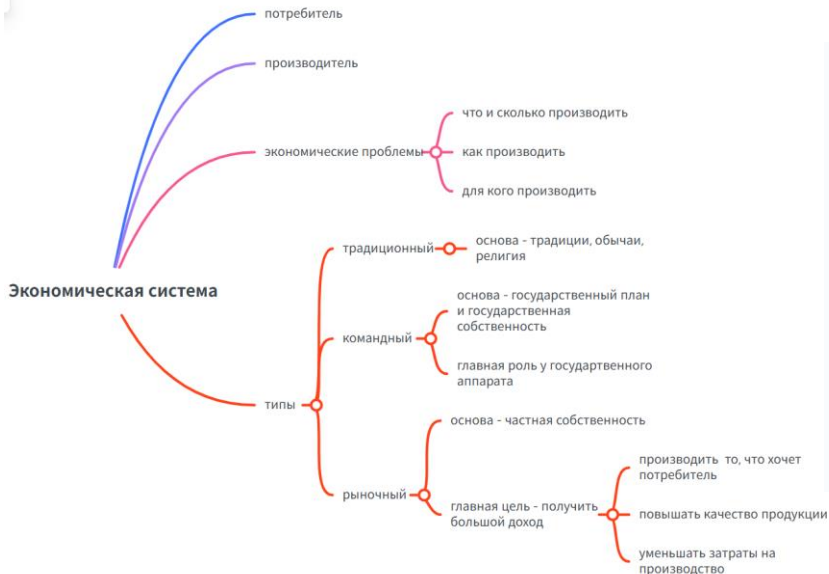 потребитель
производитель
экономические проблемы
что и сколько производить
как производить
для кого производить
Экономическая система
типы
традиционный
основа - традиции, обычаи,
религия
командный
основа - государственный план
и государственная
собственность
главная роль у государтвенного
аппарата
рыночный
основа - частная собственность
главная цель - получить
большой доход
производить то, что хочет
потребитель
повышать качество продукции
уменьшать затраты на
производство